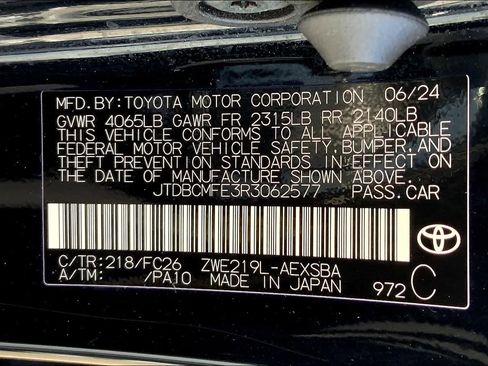 MFD. BY: TOYOTA MOTOR CORPORATION 06/24
GVWR 4065LB GAWR FR 2315LB RR 2140LB
THIS VEHICLE CONFORMS TO ALL APPLICABLE
FEDERAL MOTOR VEHICLE SAFETY, BUMPER, AND
THEFT PREVENTION STANDARDS IN EFFECT ON
THE DATE OF MANUFACTURE SHOWN ABOVE.
JTDBCMFE3R3062577 PASS.CAR
TOYOTA
C/TR: 218/FC26 ZWE219L-AEXSBA
A/TM: /PA10 MADE IN JAPAN 972 C